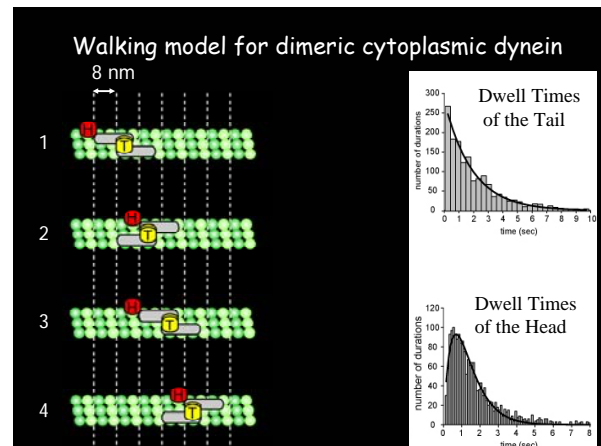 Walking model for dimeric cytoplasmic dynein
8 nm
1
H
T
2
H
T
3
H
T
4
H
T
Dwell Times
of the Tail
number of durations
300
250
200
150
100
50
0
0 1 2 3 4 5 6 7 8 9 10
time (sec)
Dwell Times
of the Head
number of durations
120
100
80
60
40
20
0
0 1 2 3 4 5 6 7 8
time (sec)